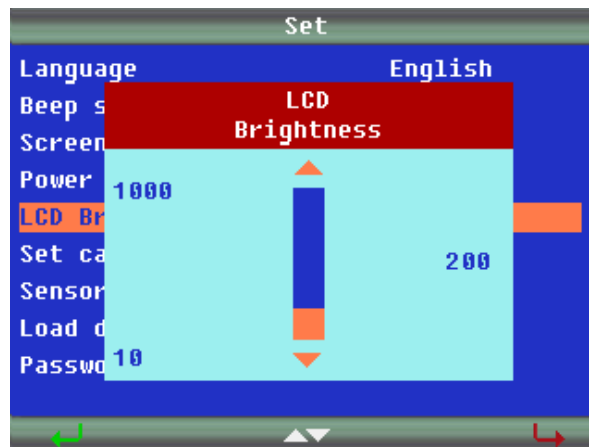 Set
Language English
Beep s
Screen
Power
LCD Br
Set ca
Sensor
Load d
Passwo
LCD
Brightness
1000
200
10